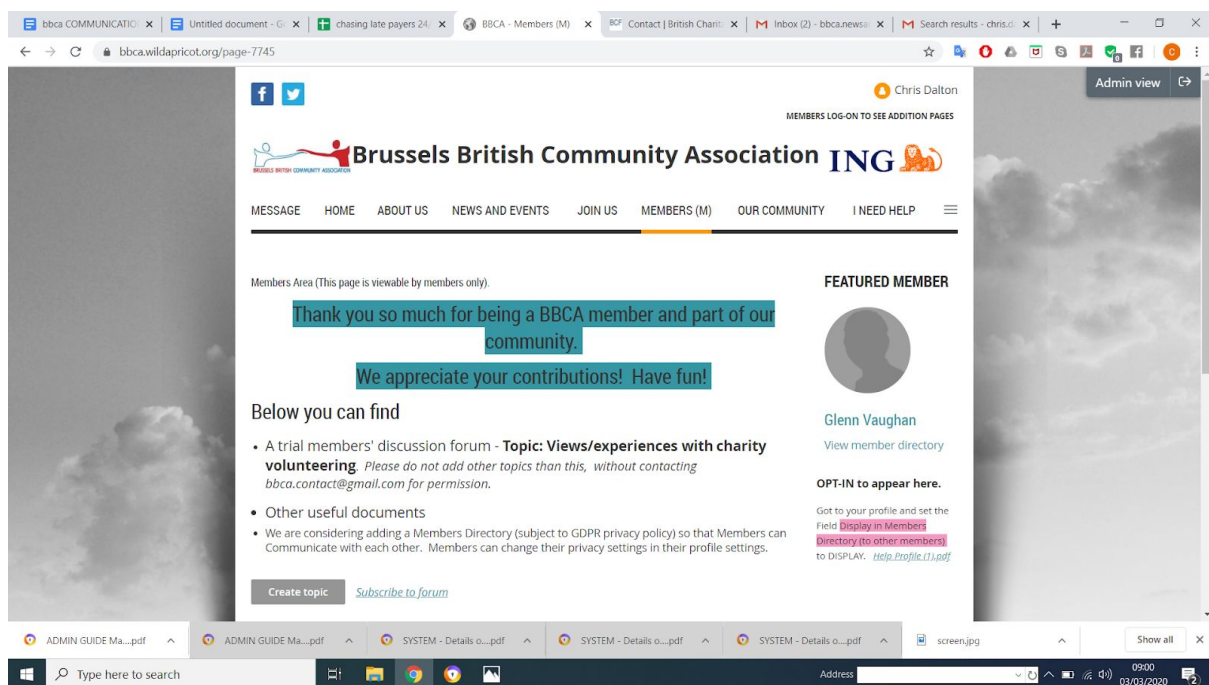 bbca COMMUNICATIO
Untitled document - G
chasing late payers 24/
BBCA - Members (M)
BCF Contact | British Charit
Inbox (2) - bbca.newsa
Search results - chris.d
bbca.wildapricot.org/page-7745
Admin view
Chris Dalton
MEMBERS LOG-ON TO SEE ADDITION PAGES
BRUSSELS BRITISH COMMUNITY ASSOCIATION
Brussels British Community Association
ING
MESSAGE HOME ABOUT US NEWS AND EVENTS JOIN US MEMBERS (M) OUR COMMUNITY I NEED HELP
Members Area (This page is viewable by members only).
Thank you so much for being a BBCA member and part of our
community.
We appreciate your contributions! Have fun!
Below you can find
• A trial members' discussion forum - Topic: Views/experiences with charity
volunteering. Please do not add other topics than this, without contacting
bbca.contact@gmail.com for permission.
• Other useful documents
• We are considering adding a Members Directory (subject to GDPR privacy policy) so that Members can
Communicate with each other. Members can change their privacy settings in their profile settings.
Create topic Subscribe to forum
FEATURED MEMBER
Glenn Vaughan
View member directory
OPT-IN to appear here.
Got to your profile and set the
Field Display in Members
Directory (to other members)
to DISPLAY. Help Profile (1).pdf
ADMIN GUIDE Ma....pdf
ADMIN GUIDE Ma....pdf
SYSTEM - Details o....pdf
SYSTEM - Details o....pdf
SYSTEM - Details o....pdf
screen.jpg
Show all
Type here to search
Address
09:00
03/03/2020
2